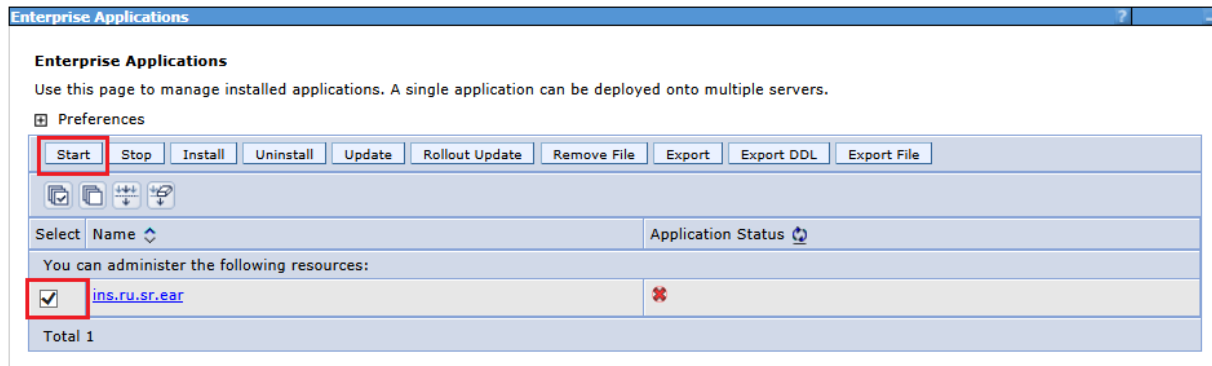 Enterprise Applications ? –
Enterprise Applications
Use this page to manage installed applications. A single application can be deployed onto multiple servers.
Preferences
Start Stop Install Uninstall Update Rollout Update Remove File Export Export DDL Export File
Select Name Application Status
You can administer the following resources:
ins.ru.sr.ear
Total 1